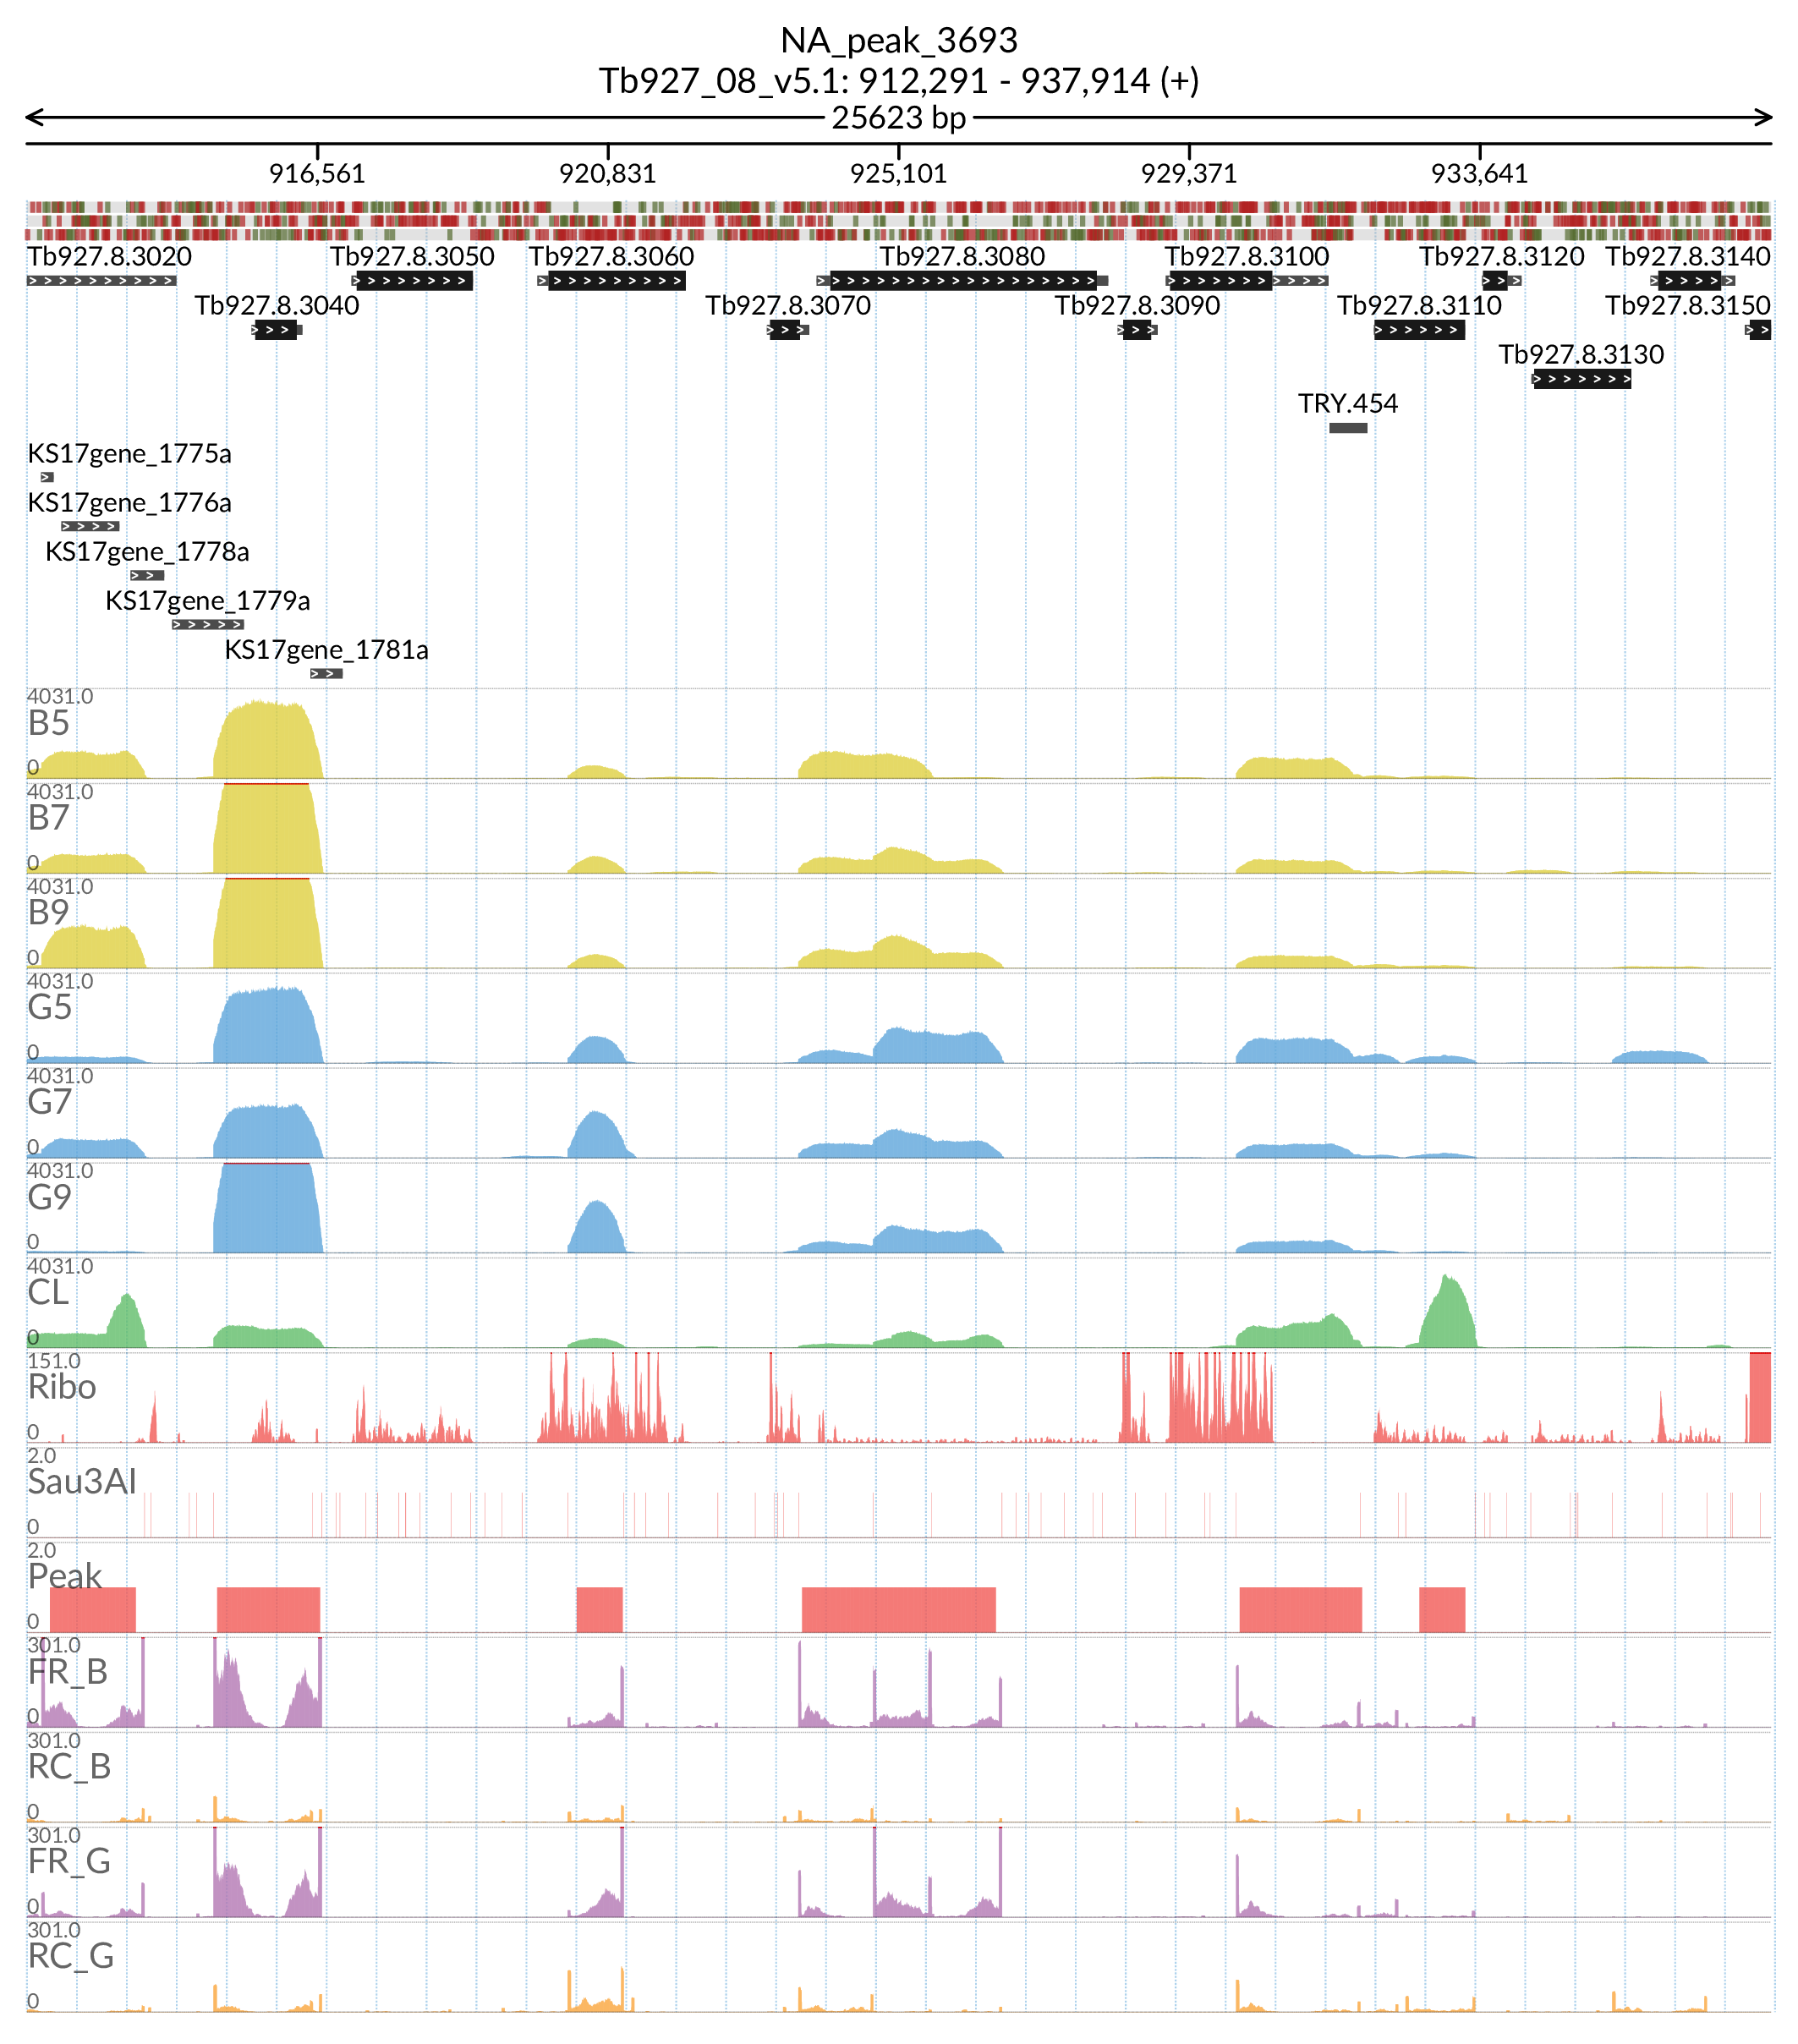 NA_peak_3693
Tb927_08_v5.1: 912,291 - 937,914 (+)
25623 bp
916,561 920,831 925,101 929,371 933,641
Tb927.8.3020 Tb927.8.3050 Tb927.8.3060 Tb927.8.3080 Tb927.8.3100 Tb927.8.3120 Tb927.8.3140
Tb927.8.3040 Tb927.8.3070 Tb927.8.3090 Tb927.8.3110 Tb927.8.3150
Tb927.8.3130
TRY.454
KS17gene_1775a
KS17gene_1776a
KS17gene_1778a
KS17gene_1779a
KS17gene_1781a
4031.0
B5
0
4031.0
B7
0
4031.0
B9
0
4031.0
G5
0
4031.0
G7
0
4031.0
G9
0
4031.0
CL
0
151.0
Ribo
0
2.0
Sau3AI
0
2.0
Peak
0
301.0
FR_B
0
301.0
RC_B
0
301.0
FR_G
0
301.0
RC_G
0